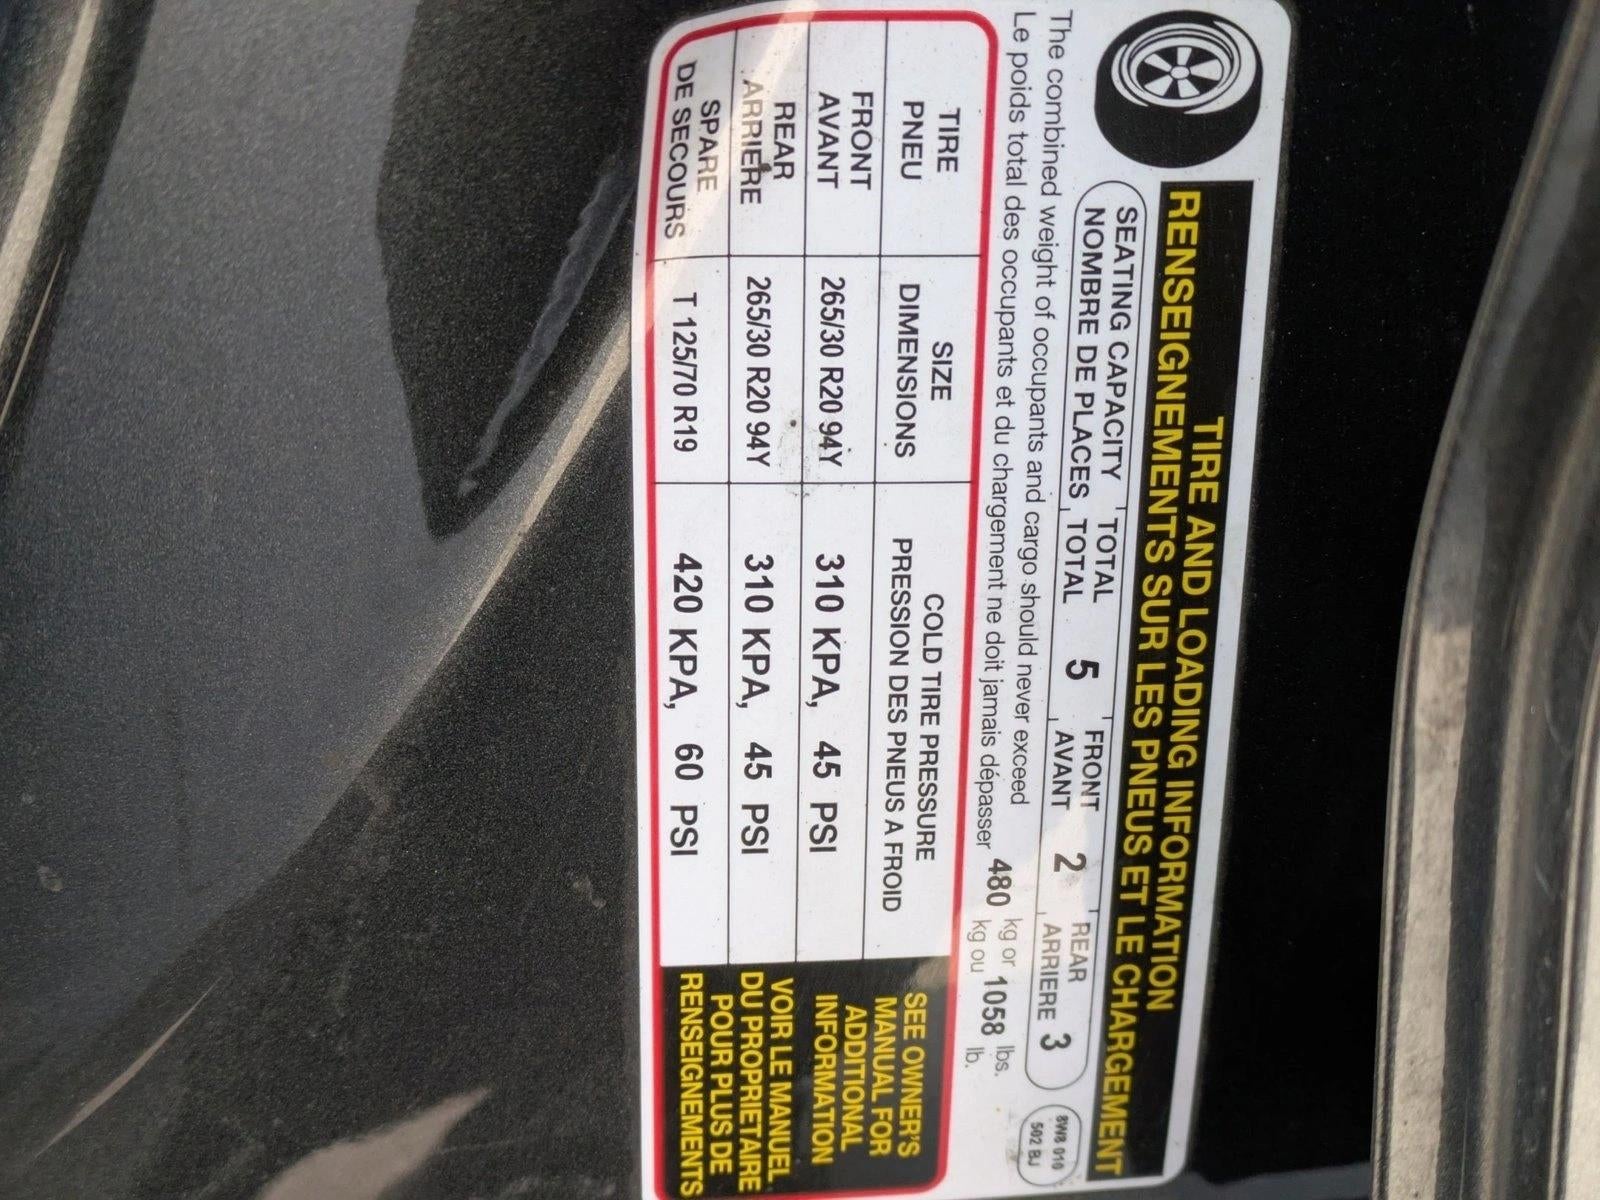 TIRE AND LOADING INFORMATION
RENSEIGNEMENTS SUR LES PNEUS ET LE CHARGEMENT
SEATING CAPACITY TOTAL 5 FRONT 2 REAR 3
NOMBRE DE PLACES TOTAL AVANT ARRIERE
8W8 010
502 BJ
The combined weight of occupants and cargo should never exceed 480 kg or 1058 lbs.
Le poids total des occupants et du chargement ne doit jamais dépasser kg ou lb.
TIRE SIZE COLD TIRE PRESSURE
PNEU DIMENSIONS PRESSION DES PNEUS A FROID
FRONT
AVANT 265/30 R20 94Y 310 KPA, 45 PSI
REAR
ARRIERE 265/30 R20 94Y 310 KPA, 45 PSI
SPARE
DE SECOURS T 125/70 R19 420 KPA, 60 PSI
SEE OWNER'S
MANUAL FOR
ADDITIONAL
INFORMATION
VOIR LE MANUEL
DU PROPRIETAIRE
POUR PLUS DE
RENSEIGNEMENTS